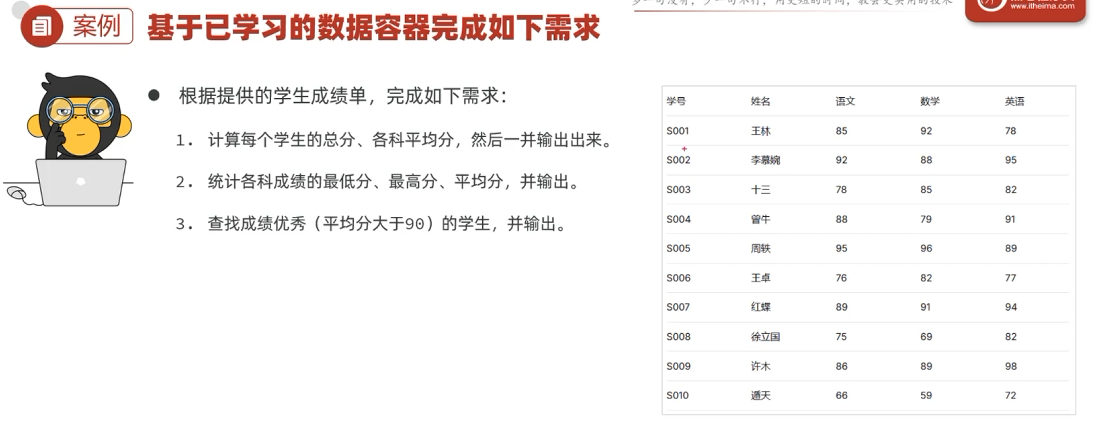 案例
基于已学习的数据容器完成如下需求
www.itheima.com
根据提供的学生成绩单，完成如下需求：
1. 计算每个学生的总分、各科平均分，然后一并输出出来。
2. 统计各科成绩的最低分、最高分、平均分，并输出。
3. 查找成绩优秀（平均分大于90）的学生，并输出。
学号 姓名 语文 数学 英语
S001 王林 85 92 78
S002 李慕婉 92 88 95
S003 十三 78 85 82
S004 曾牛 88 79 91
S005 周轶 95 96 89
S006 王卓 76 82 77
S007 红蝶 89 91 94
S008 徐立国 75 69 82
S009 许木 86 89 98
S010 遁天 66 59 72